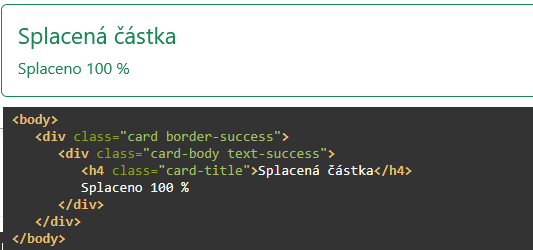 Splacená částka
Splaceno 100 %
<body>
<div class="card border-success">
<div class="card-body text-success">
<h4 class="card-title">Splacená částka</h4>
Splaceno 100 %
</div>
</div>
</body>